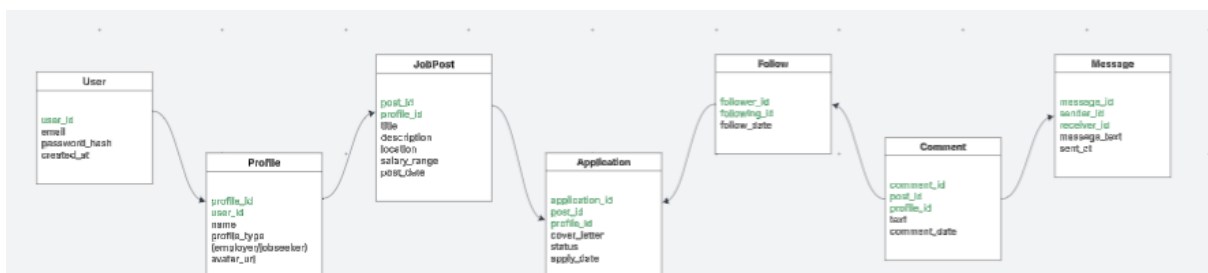 User
user_id
email
password_hash
created_at
Profile
profile_id
user_id
name
profile_type
(employer/jobseeker)
avatar_url
JobPost
post_id
profile_id
title
description
location
salary_range
post_date
Application
application_id
post_id
profile_id
cover_letter
status
apply_date
Follow
follower_id
following_id
follow_date
Comment
comment_id
post_id
profile_id
text
comment_date
Message
message_id
sender_id
receiver_id
message_text
sent_at